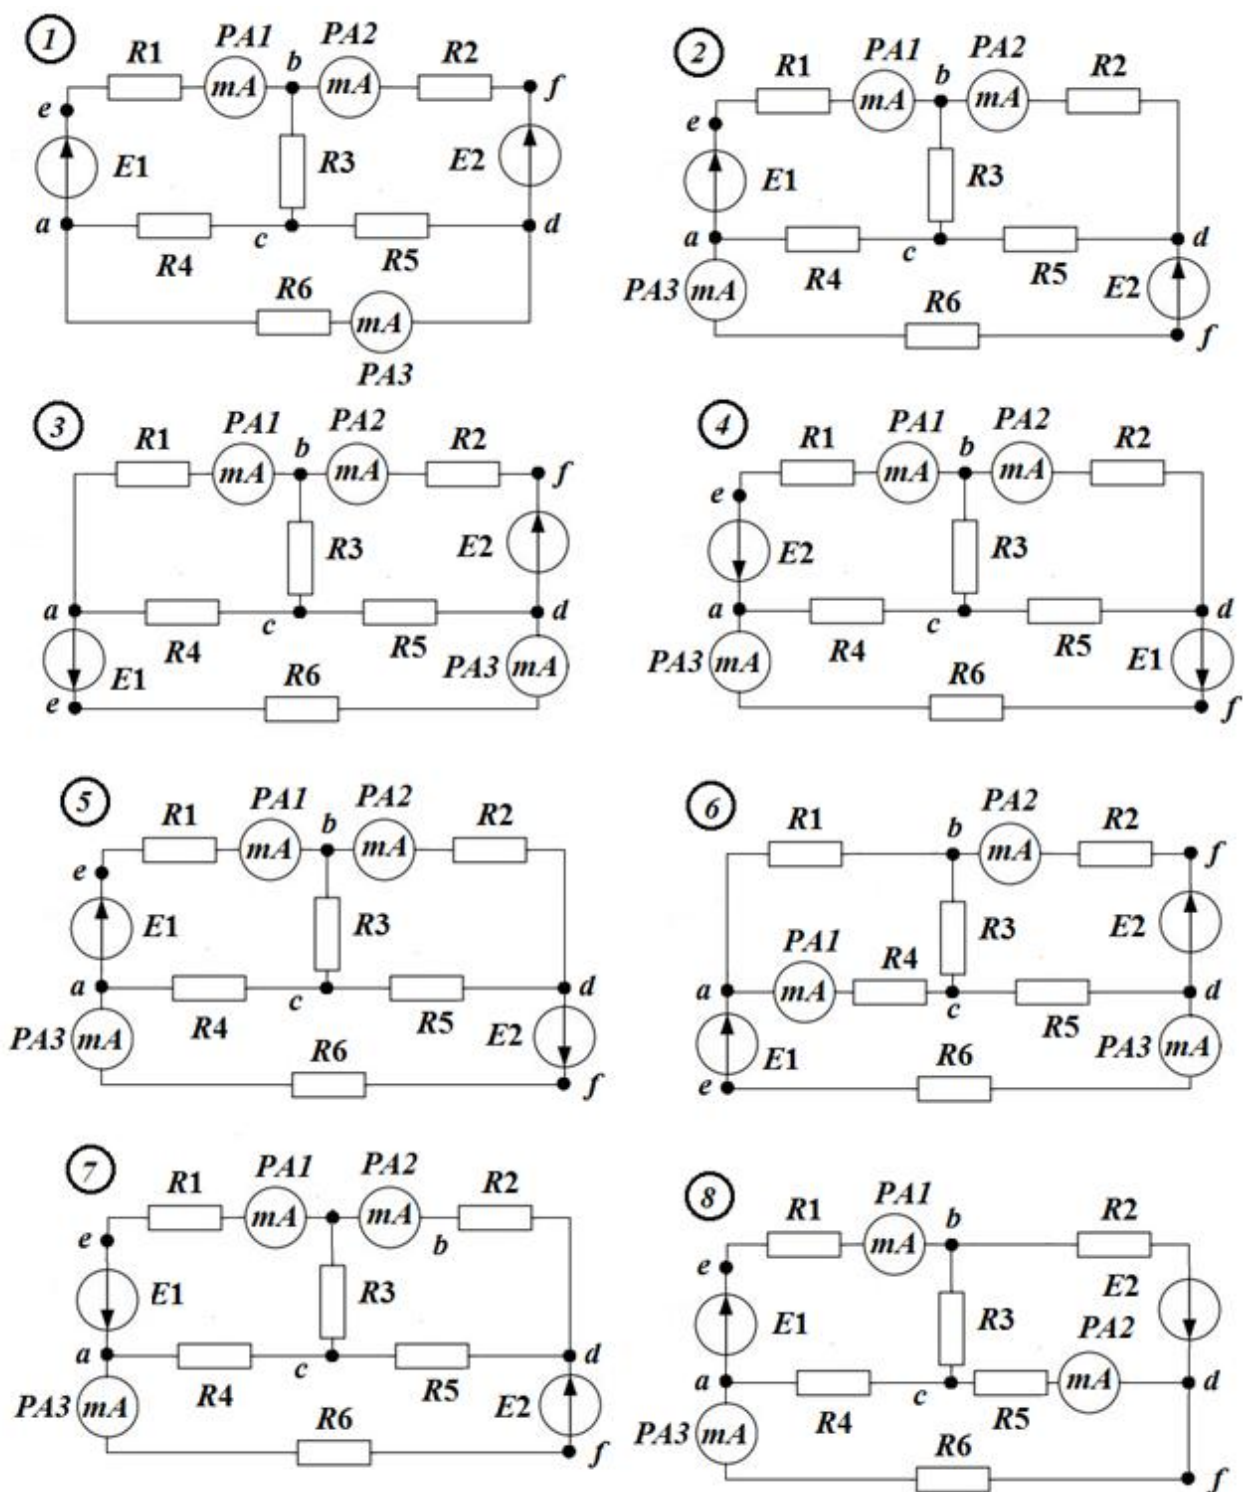 1
PA1 PA2
R1 b R2
mA mA f
e
E1 R3 E2
a c d
R4 R5
R6
mA
PA3
2
PA1 PA2
R1 b R2
mA mA
e
E1 R3
a c d
R4 R5
PA3 mA R6 E2
f
3
PA1 PA2
R1 b R2
mA mA f
R3 E2
a c d
R4 R5
E1 R6 PA3 mA
e
4
PA1 PA2
R1 b R2
mA mA
e
E2 R3
a c d
R4 R5
PA3 mA R6 E1
f
5
PA1 PA2
R1 b R2
mA mA
e
E1 R3
a c d
R4 R5
PA3 mA R6 E2
f
6
PA2
R1 b R2
mA f
PA1 R3 E2
R4
a mA c d
R5
E1 R6 PA3 mA
e
7
PA1 PA2
R1 R2
mA mA
e b
E1 R3
a c d
R4 R5
PA3 mA R6 E2
f
8
PA1
R1 b R2
mA
e E2
E1 R3 PA2
a c mA d
R4 R5
PA3 mA R6
f